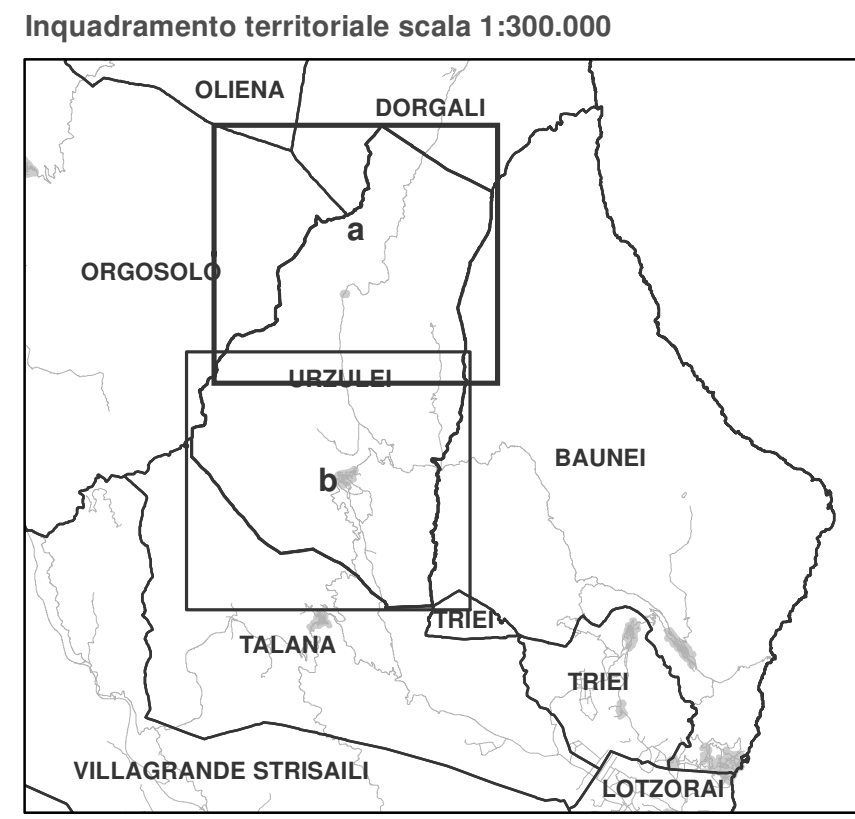 Inquadramento territoriale scala 1:300.000
OLIENA
DORGALI
a
ORGOSOLO
URZULEI
BAUNEI
b
TRIEI
TALANA
TRIEI
VILLAGRANDE STRISAILI
LOTZORAI